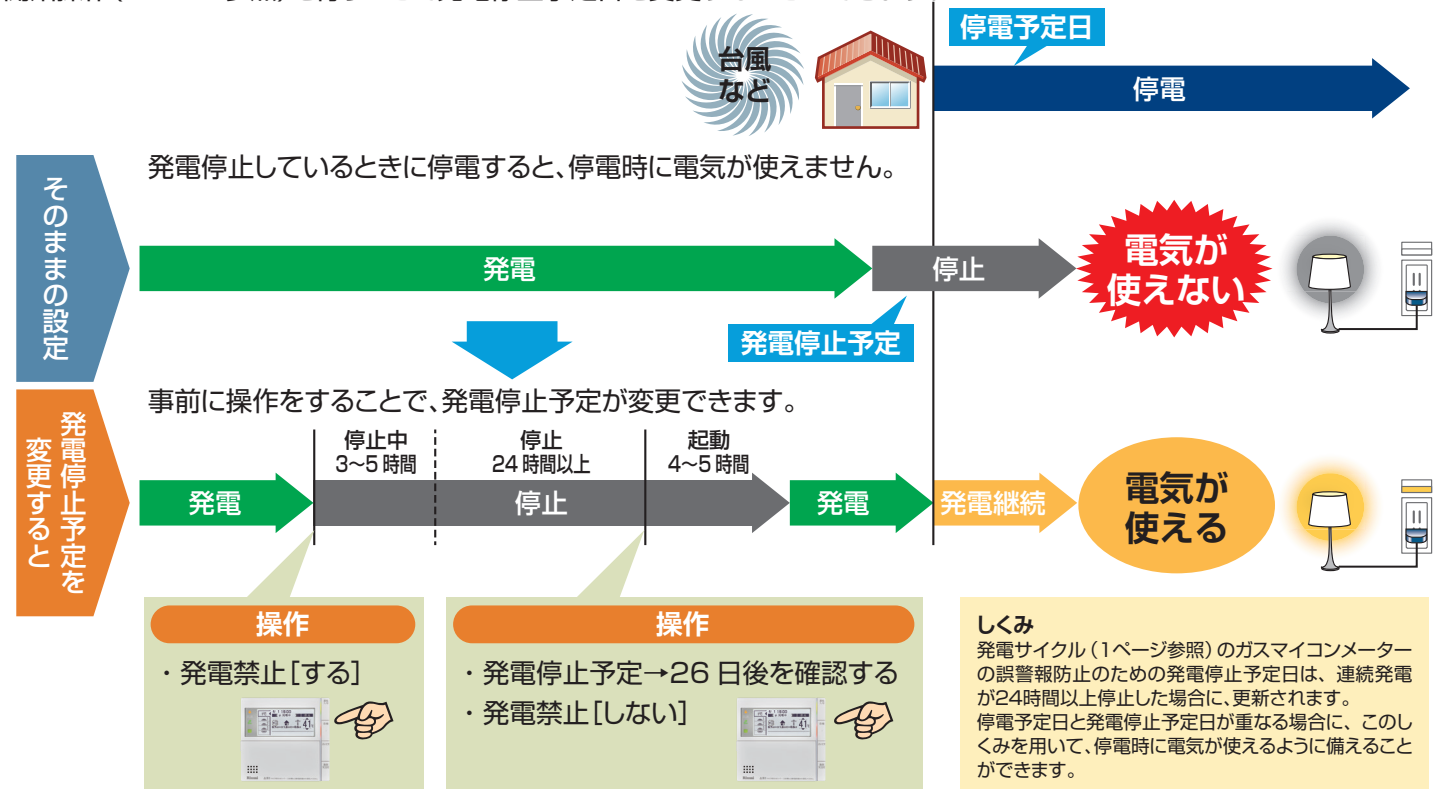 停電予定日
台風
など
停電
そのままの設定
発電停止しているときに停電すると、停電時に電気が使えません。
発電
停止
電気が
使えない
発電停止予定
発電停止予定を
変更すると
事前に操作をすることで、発電停止予定が変更できます。
停止中
3〜5時間
停止
24時間以上
起動
4〜5時間
発電
停止
発電
発電継続
電気が
使える
操作
・発電禁止[する]
操作
・発電停止予定→26日後を確認する
・発電禁止[しない]
しくみ
発電サイクル（1ページ参照）のガスマイコンメーター
の誤警報防止のための発電停止予定日は、連続発電
が24時間以上停止した場合に、更新されます。
停電予定日と発電停止予定日が重なる場合に、このし
くみを用いて、停電時に電気が使えるように備えること
ができます。